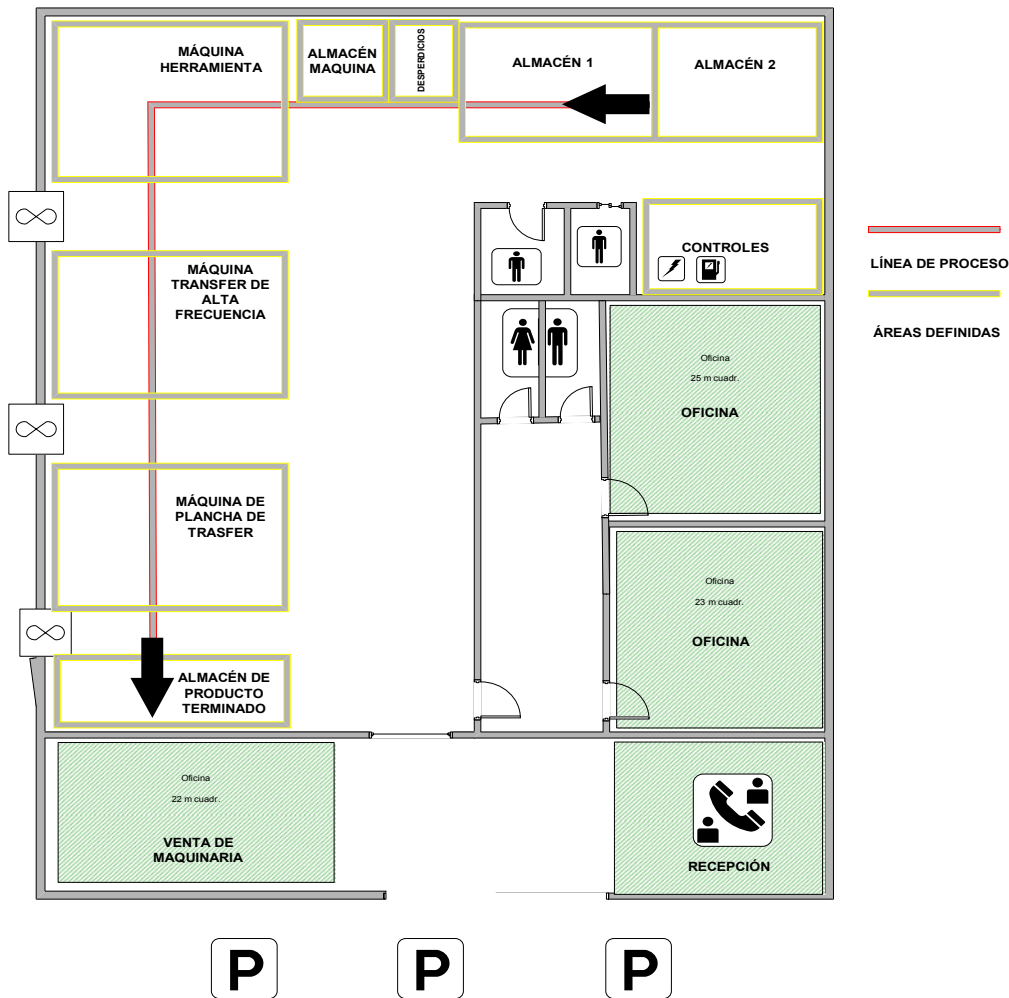 MÁQUINA
HERRAMIENTA
ALMACÉN
MAQUINA
DESPERDICIOS
ALMACÉN 1
ALMACÉN 2
CONTROLES
LÍNEA DE PROCESO
ÁREAS DEFINIDAS
MÁQUINA
TRANSFER DE
ALTA
FRECUENCIA
Oficina
25 m cuadr.
OFICINA
MÁQUINA DE
PLANCHA DE
TRASFER
Oficina
23 m cuadr.
OFICINA
ALMACÉN DE
PRODUCTO
TERMINADO
Oficina
22 m cuadr.
VENTA DE
MAQUINARIA
RECEPCIÓN
P
P
P